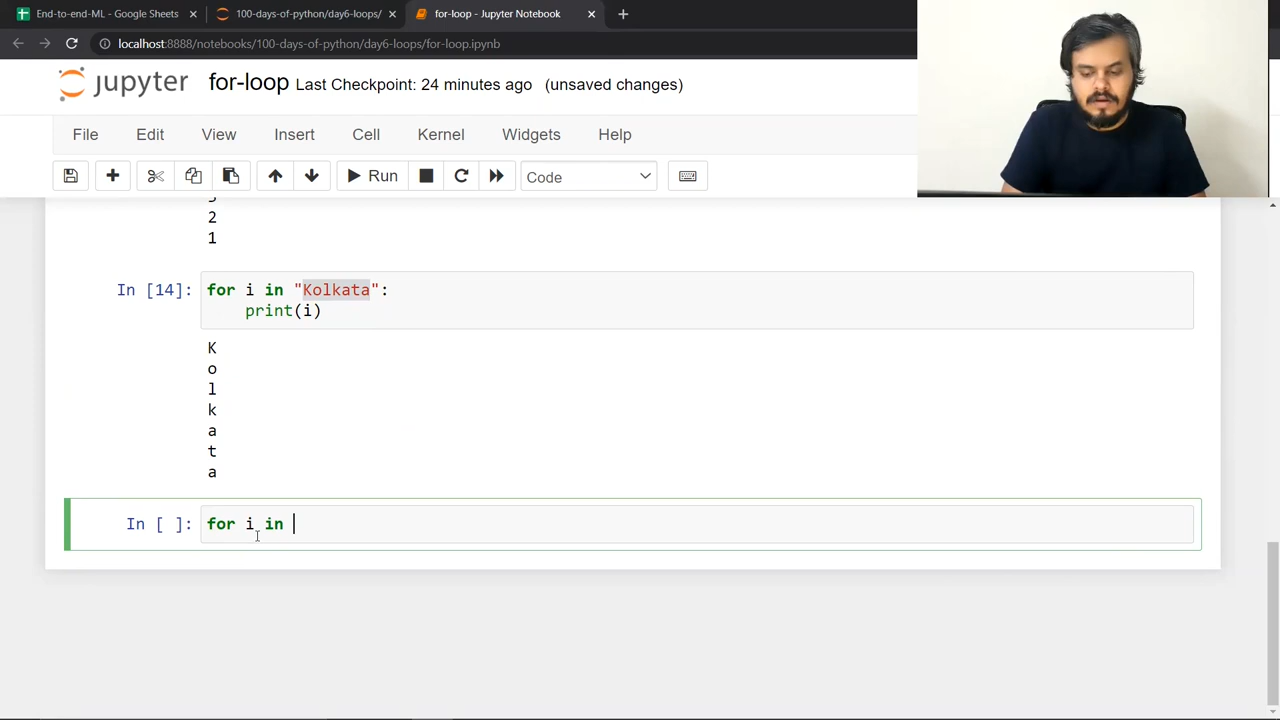 End-to-end-ML - Google Sheets
100-days-of-python/day6-loops/
for-loop - Jupyter Notebook
localhost:8888/notebooks/100-days-of-python/day6-loops/for-loop.ipynb
jupyter for-loop Last Checkpoint: 24 minutes ago (unsaved changes)
File Edit View Insert Cell Kernel Widgets Help
Run Code
2
1
In [14]: for i in "Kolkata":
print(i)
K
o
l
k
a
t
a
In [ ]: for i in